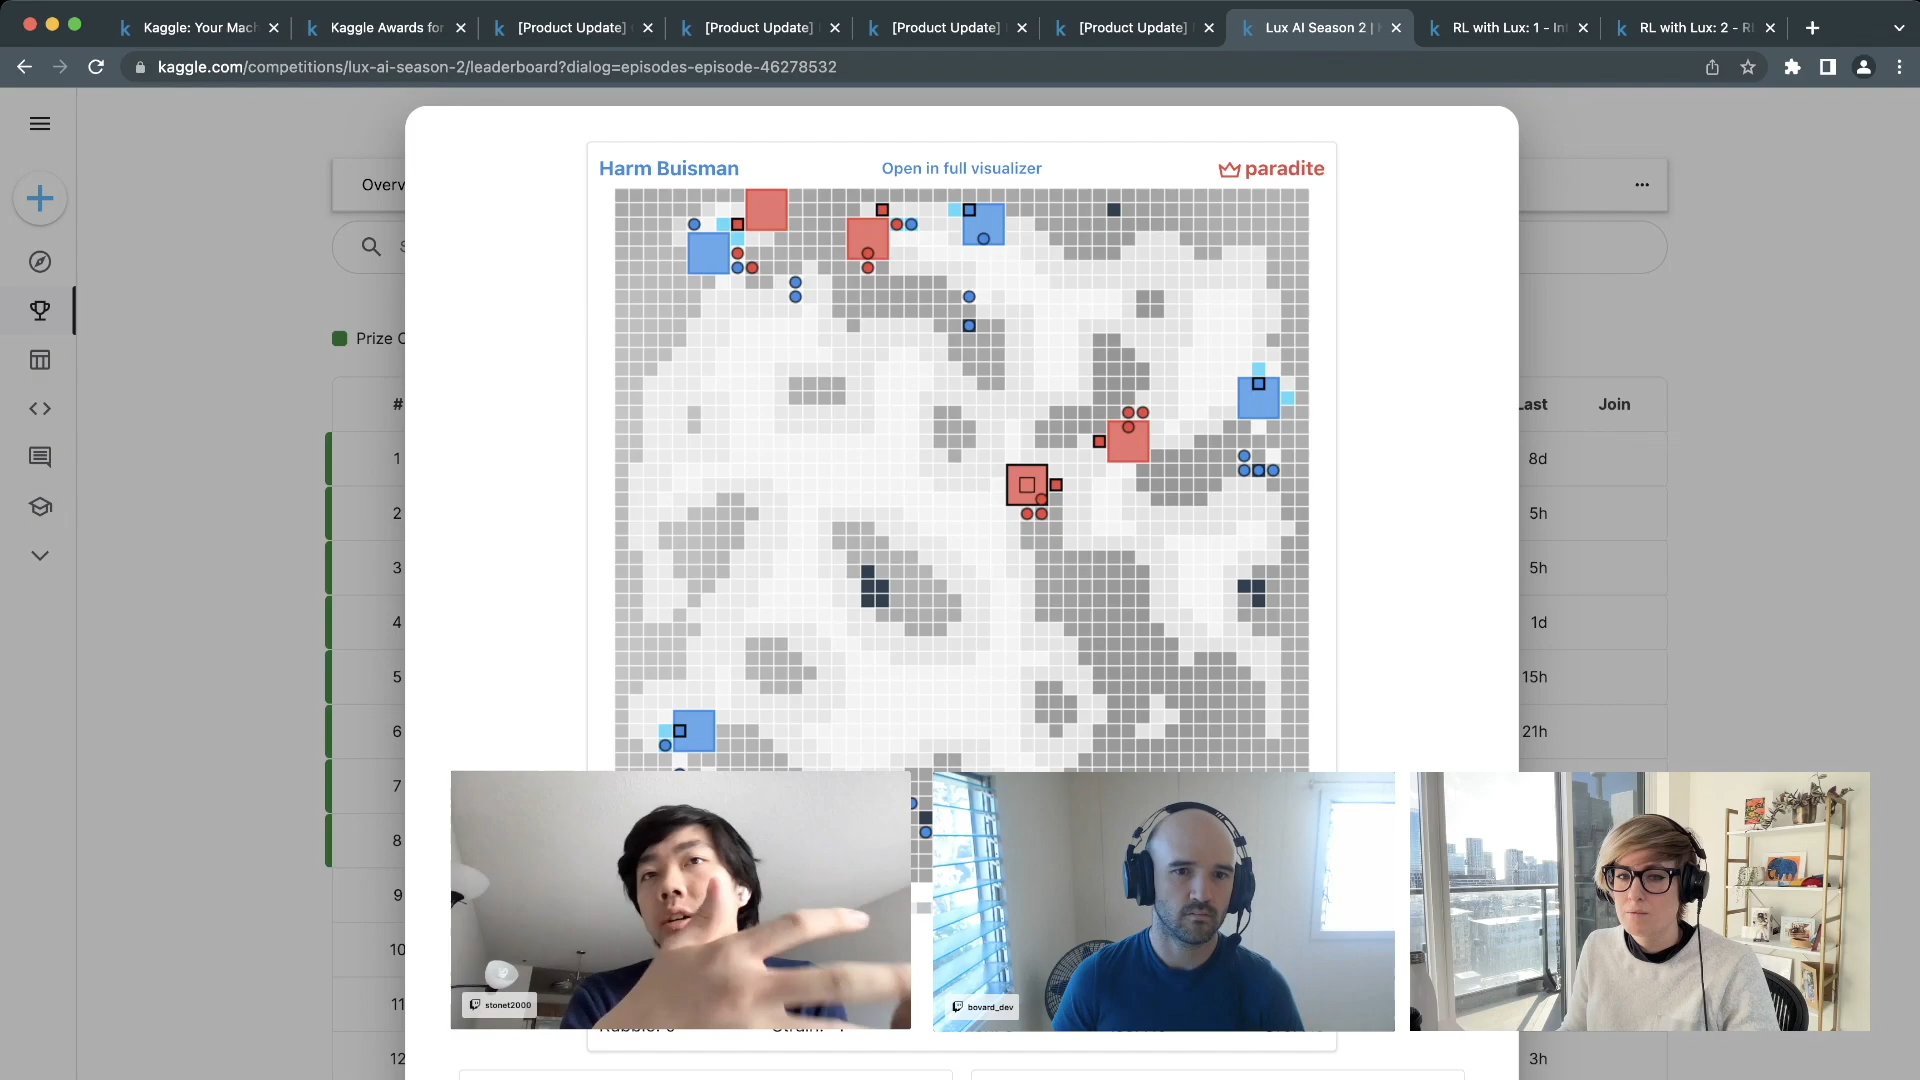 Kaggle: Your Mach
Kaggle Awards for
[Product Update]
[Product Update]
[Product Update]
[Product Update]
Lux AI Season 2 |
RL with Lux: 1 - In
RL with Lux: 2 - R
kaggle.com/competitions/lux-ai-season-2/leaderboard?dialog=episodes-episode-46278532
Harm Buisman
Open in full visualizer
paradite
Overv
Prize
#
Last
Join
1
8d
2
5h
3
5h
4
1d
5
15h
6
21h
7
8
9
10
11
12
3h
stonet2000
bovard_dev